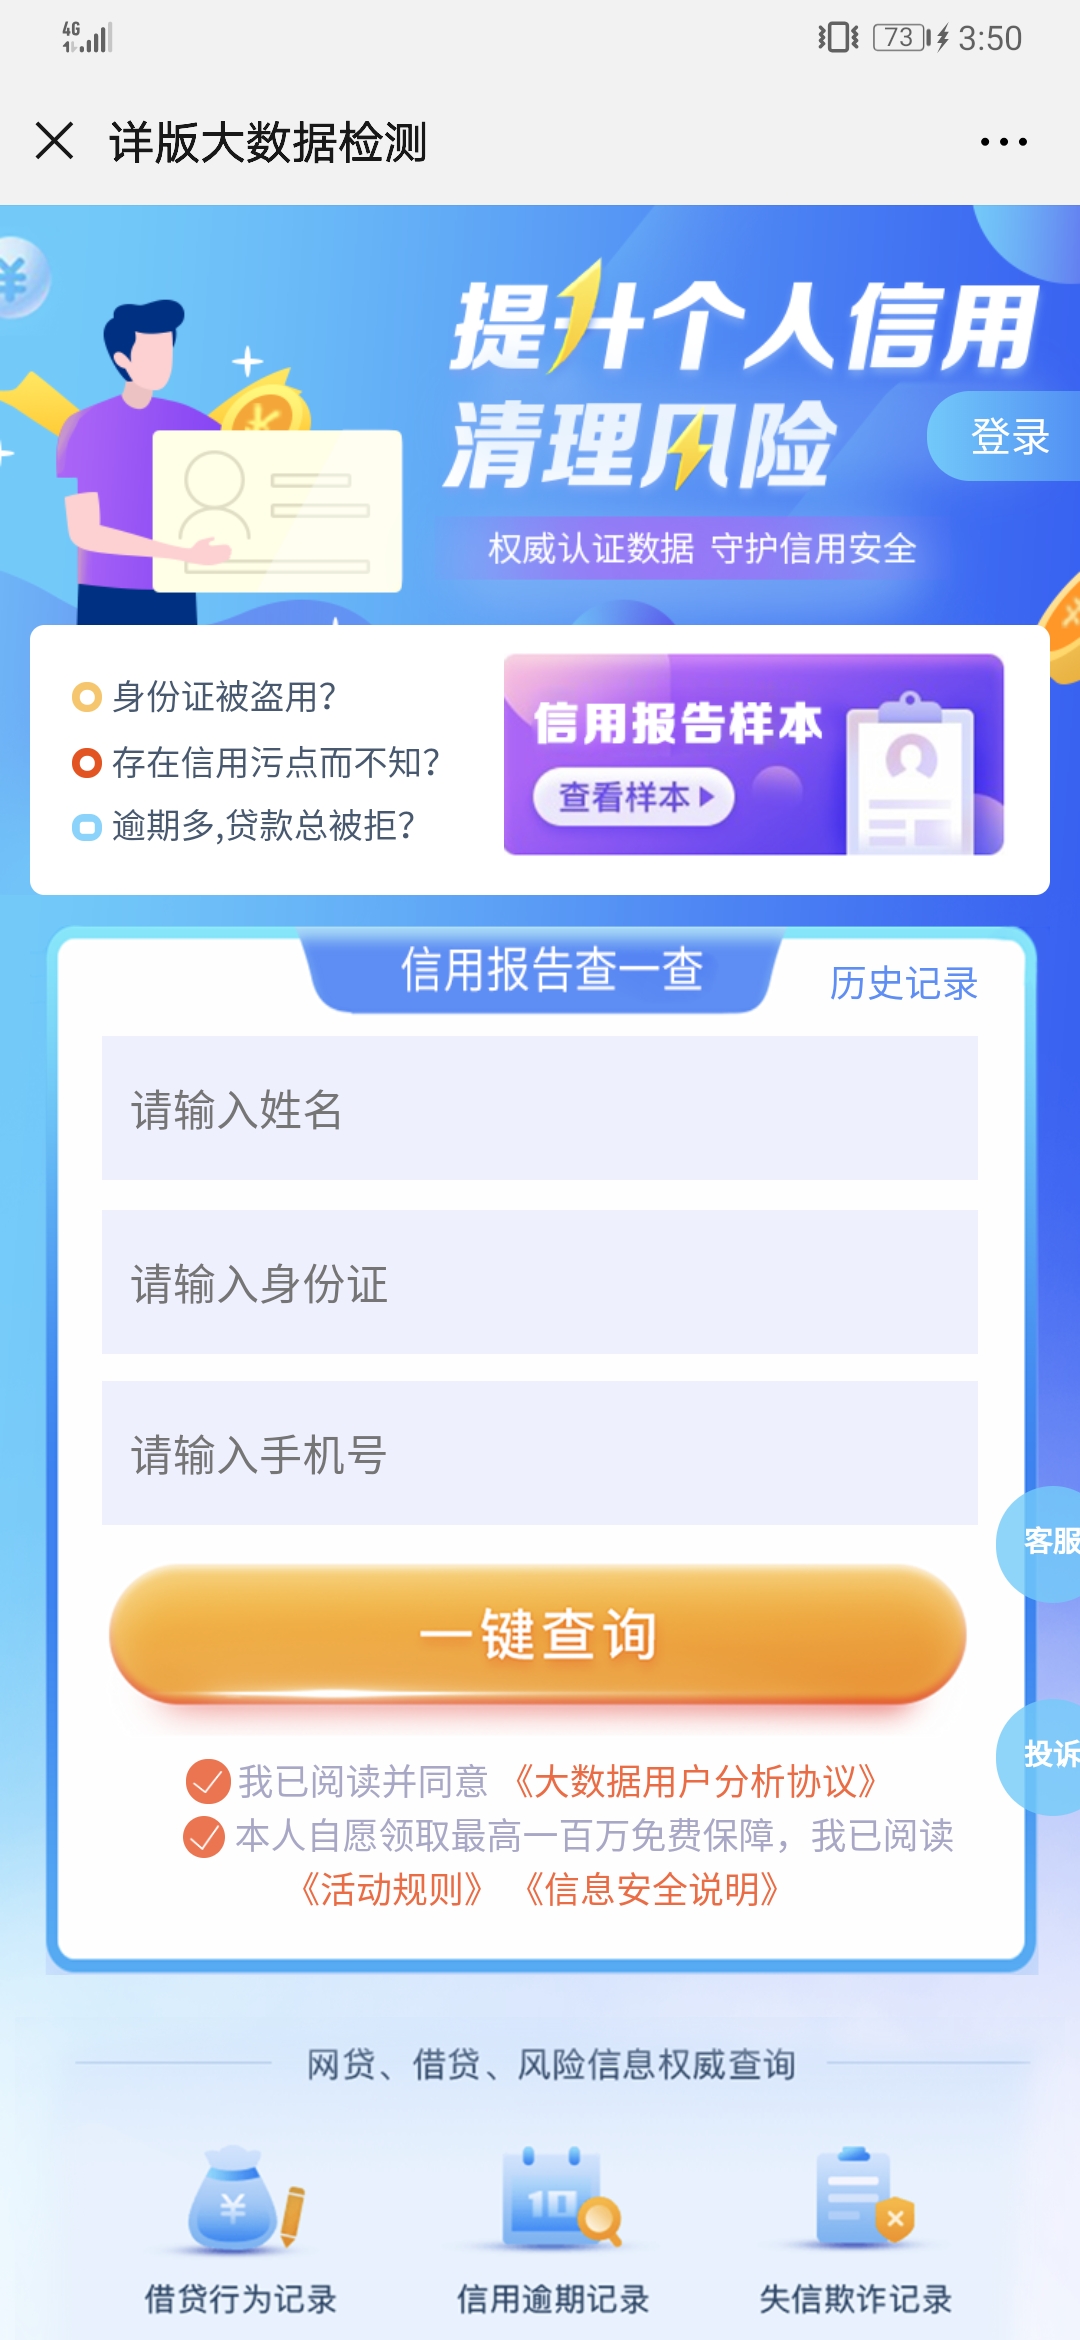 4G
73
3:50
详版大数据检测
提升个人信用
清理风险
登录
权威认证数据 守护信用安全
身份证被盗用?
存在信用污点而不知?
逾期多,贷款总被拒?
信用报告样本
查看样本
信用报告查一查
历史记录
请输入姓名
请输入身份证
请输入手机号
客服
一键查询
投诉
我已阅读并同意《大数据用户分析协议》
本人自愿领取最高一百万免费保障，我已阅读
《活动规则》《信息安全说明》
网贷、借贷、风险信息权威查询
10
借贷行为记录
信用逾期记录
失信欺诈记录